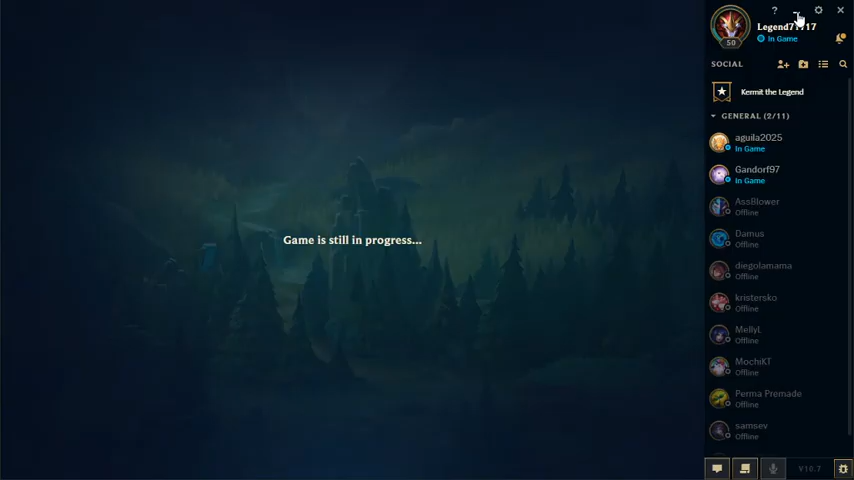 ?
Legend71717
50
In Game
SOCIAL
Kermit the Legend
GENERAL (2/11)
aguila2025
In Game
Gandorf97
In Game
AssBlower
Offline
Damus
Offline
diegolamama
Offline
kristersko
Offline
MellyL
Offline
MochiKT
Offline
Perma Premade
Offline
samsev
Offline
Game is still in progress...
V10.7